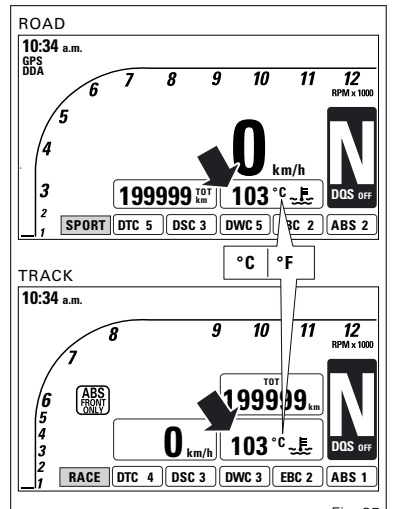 ROAD
10:34 a.m.
GPS
DDA
6 7 8 9 10 11 12
RPM x 1000
5
4
3
2
1
0 km/h
N
DQS OFF
199999 TOT km
103 °C
SPORT DTC 5 DSC 3 DWC 5 BC 2 ABS 2
°C °F
TRACK
10:34 a.m.
7 8 9 10 11 12
RPM x 1000
6
5
4
3
2
1
ABS
FRONT
ONLY
TOT
199999 km
N
DQS OFF
0 km/h
103 °C
RACE DTC 4 DSC 3 DWC 3 EBC 2 ABS 1